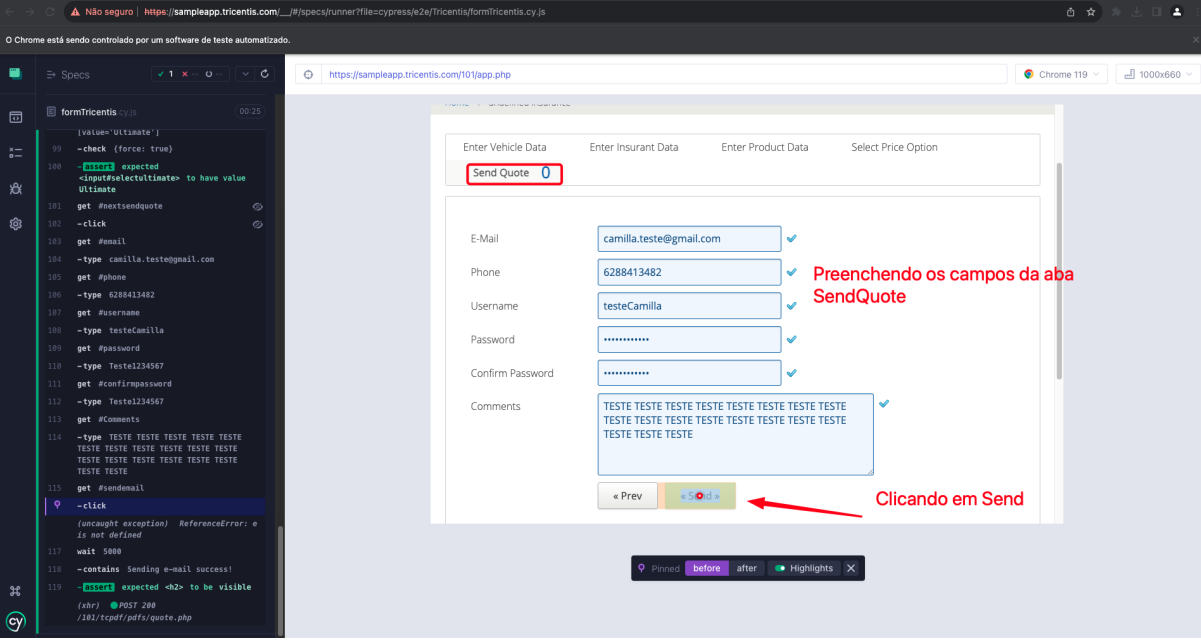 Não seguro
https://sampleapp.tricentis.com/__/#/specs/runner?file=cypress/e2e/Tricentis/formTricentis.cy.js
O Chrome está sendo controlado por um software de teste automatizado.
Specs
1
--
--
https://sampleapp.tricentis.com/101/app.php
Chrome 119
1000x660
formTricentis.cy.js
00:25
[value='Ultimate']
99 -check {force: true}
100 -assert expected
<input#selectultimate> to have value
Ultimate
101 get #nextsendquote
102 -click
103 get #email
104 -type camilla.teste@gmail.com
105 get #phone
106 -type 6288413482
107 get #username
108 -type testeCamilla
109 get #password
110 -type Teste1234567
111 get #confirmpassword
112 -type Teste1234567
113 get #Comments
114 -type TESTE TESTE TESTE TESTE TESTE
TESTE TESTE TESTE TESTE TESTE TESTE
TESTE TESTE TESTE TESTE TESTE TESTE
TESTE TESTE
115 get #sendemail
-click
(uncaught exception) ReferenceError: e
is not defined
117 wait 5000
118 -contains Sending e-mail success!
119 -assert expected <h2> to be visible
(xhr) POST 200
/101/tcpdf/pdfs/quote.php
cy
Enter Vehicle Data
Enter Insurant Data
Enter Product Data
Select Price Option
Send Quote 0
E-Mail
camilla.teste@gmail.com
Phone
6288413482
Username
testeCamilla
Password
••••••••••••
Confirm Password
••••••••••••
Comments
TESTE TESTE TESTE TESTE TESTE TESTE TESTE TESTE
TESTE TESTE TESTE TESTE TESTE TESTE TESTE TESTE
TESTE TESTE TESTE
« Prev
« Send »
Preenchendo os campos da aba
SendQuote
Clicando em Send
Pinned
before
after
Highlights